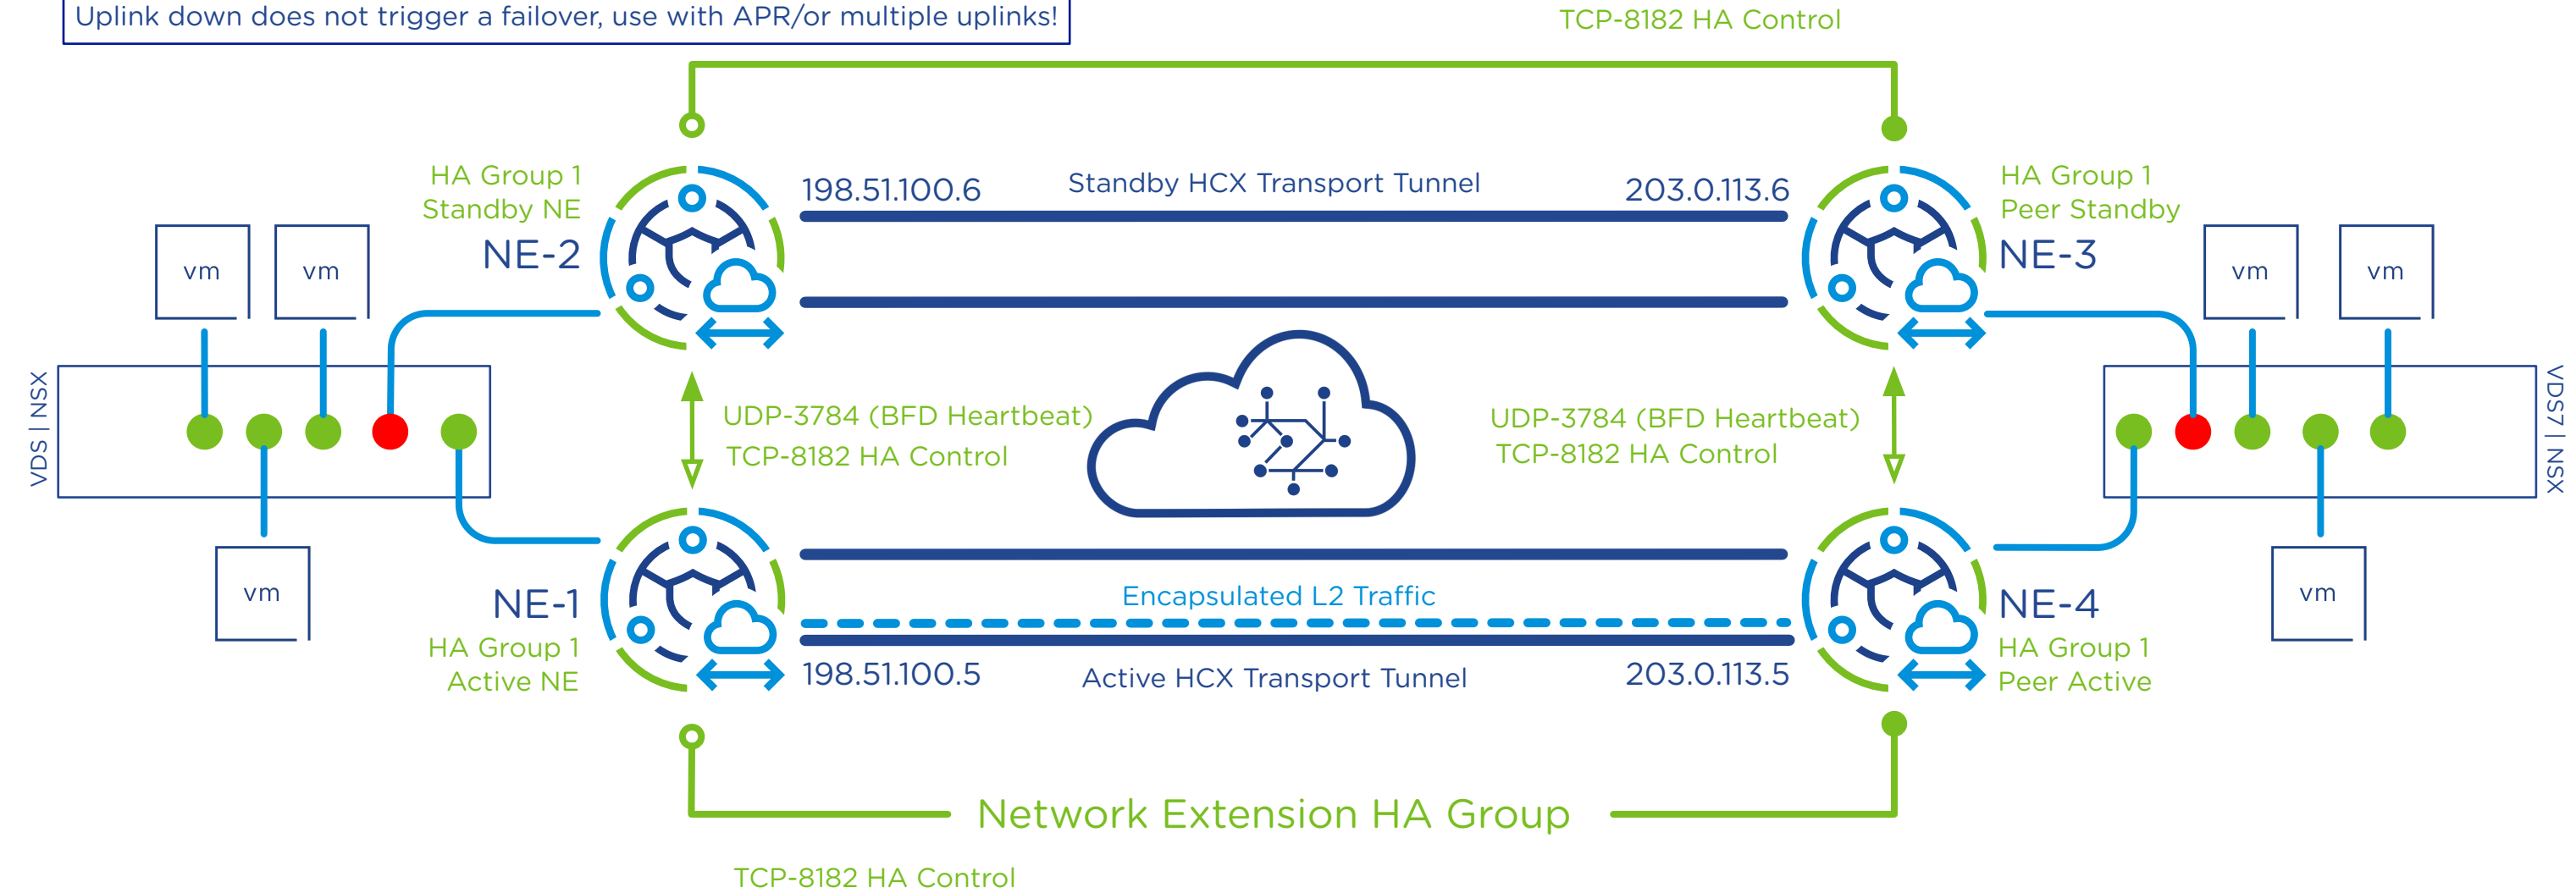 Uplink down does not trigger a failover, use with APR/or multiple uplinks!
TCP-8182 HA Control
HA Group 1
Standby NE
NE-2
198.51.100.6
Standby HCX Transport Tunnel
203.0.113.6
HA Group 1
Peer Standby
NE-3
vm
vm
vm
vm
VDS | NSX
UDP-3784 (BFD Heartbeat)
TCP-8182 HA Control
UDP-3784 (BFD Heartbeat)
TCP-8182 HA Control
VDS7 | NSX
vm
NE-1
HA Group 1
Active NE
Encapsulated L2 Traffic
198.51.100.5
Active HCX Transport Tunnel
203.0.113.5
NE-4
HA Group 1
Peer Active
vm
Network Extension HA Group
TCP-8182 HA Control